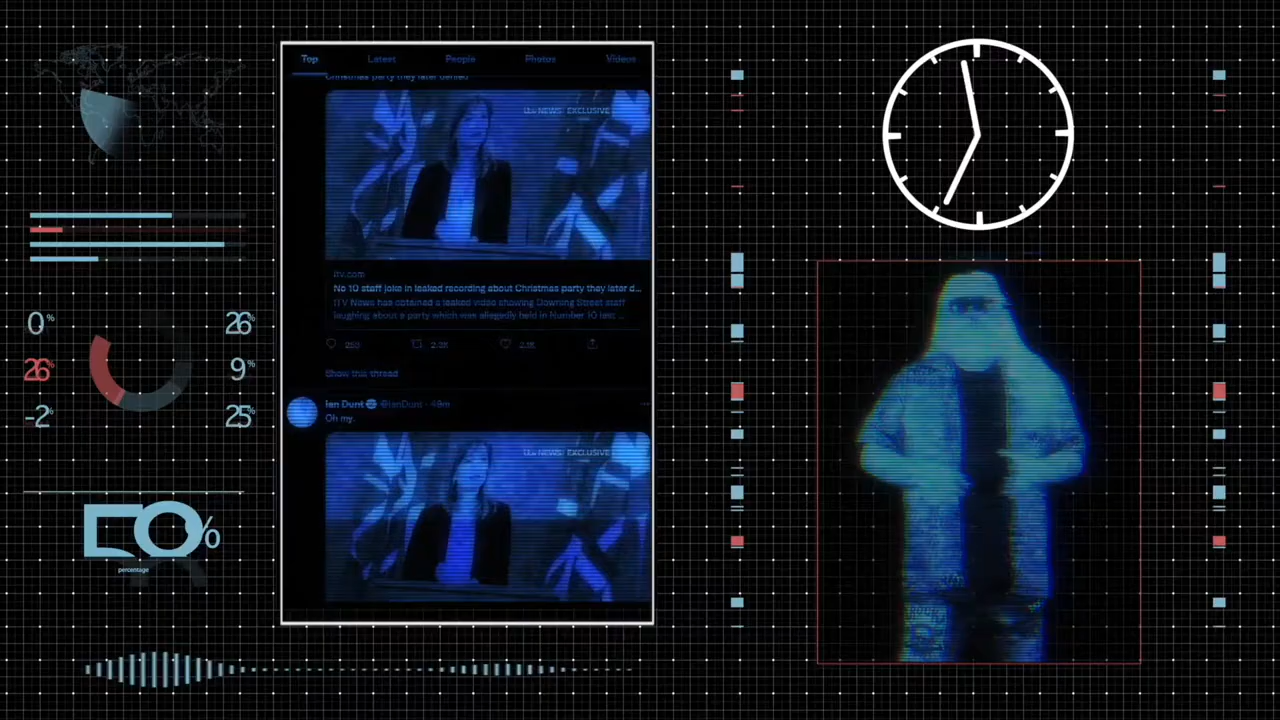 Top Latest People Photos Videos
Christmas party they later denied
itv NEWS EXCLUSIVE
itv.com
No 10 staff joke in leaked recording about Christmas party they later d...
ITV News has obtained a leaked video showing Downing Street staff
laughing about a party which was allegedly held in Number 10 last ...
Show this thread
Ian Dunt @IanDunt · 49m
Oh my.
itv NEWS EXCLUSIVE
0%
26%
-2%
26%
9%
25%
%
percentage